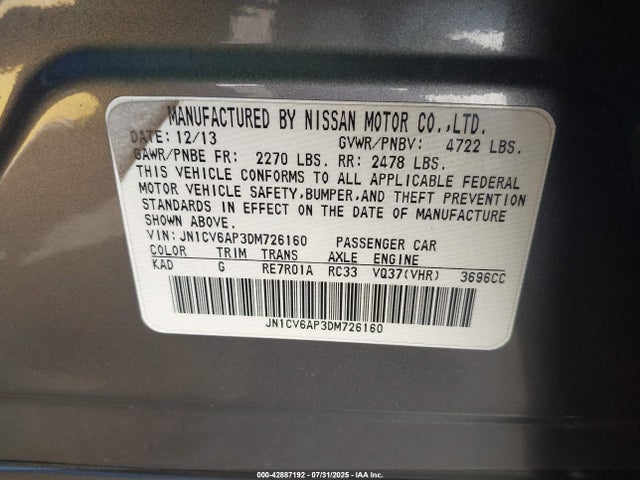 MANUFACTURED BY NISSAN MOTOR CO.,LTD.
DATE: 12/13 GVWR/PNBV: 4722 LBS.
GAWR/PNBE FR: 2270 LBS. RR: 2478 LBS.
THIS VEHICLE CONFORMS TO ALL APPLICABLE FEDERAL
MOTOR VEHICLE SAFETY,BUMPER,AND THEFT PREVENTION
STANDARDS IN EFFECT ON THE DATE OF MANUFACTURE
SHOWN ABOVE.
VIN: JN1CV6AP3DM726160 PASSENGER CAR
COLOR TRIM TRANS AXLE ENGINE
KAD G RE7R01A RC33 VQ37(VHR) 3696CC
JN1CV6AP3DM726160
000-42887192 - 07/31/2025 - IAA Inc.